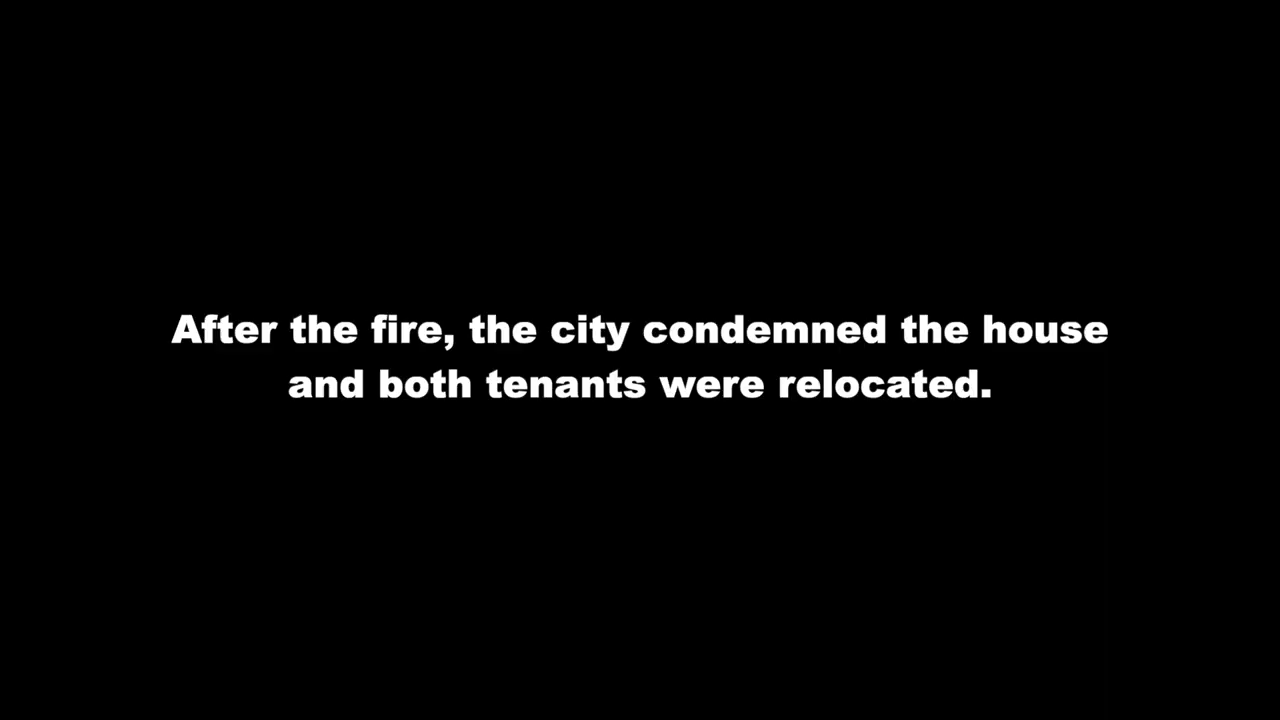 After the fire, the city condemned the house
and both tenants were relocated.